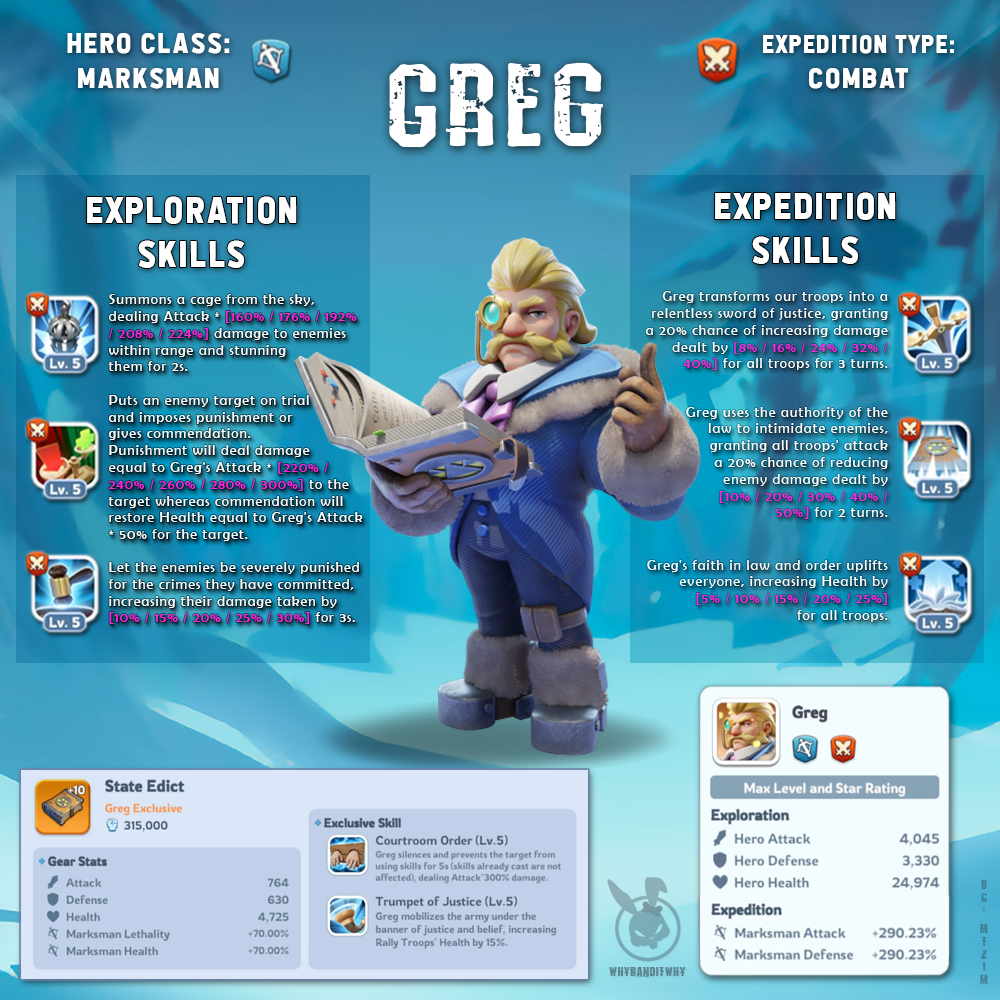 HERO CLASS:
MARKSMAN
GREG
EXPEDITION TYPE:
COMBAT
EXPLORATION
SKILLS
Summons a cage from the sky,
dealing Attack * [160% / 176% / 192%
/ 208% / 224%] damage to enemies
within range and stunning
them for 2s.
Lv. 5
Puts an enemy target on trial
and imposes punishment or
gives commendation.
Punishment will deal damage
equal to Greg's Attack * [220% /
240% / 260% / 280% / 300%] to the
target whereas commendation will
restore Health equal to Greg's Attack
* 50% for the target.
Lv. 5
Let the enemies be severely punished
for the crimes they have committed,
increasing their damage taken by
[10% / 15% / 20% / 25% / 30%] for 3s.
Lv. 5
EXPEDITION
SKILLS
Greg transforms our troops into a
relentless sword of justice, granting
a 20% chance of increasing damage
dealt by [8% / 16% / 24% / 32% /
40%] for all troops for 3 turns.
Lv. 5
Greg uses the authority of the
law to intimidate enemies,
granting all troops' attack
a 20% chance of reducing
enemy damage dealt by
[10% / 20% / 30% / 40% /
50%] for 2 turns.
Lv. 5
Greg's faith in law and order uplifts
everyone, increasing Health by
[5% / 10% / 15% / 20% / 25%]
for all troops.
Lv. 5
+10
State Edict
Greg Exclusive
315,000
Gear Stats
Attack 764
Defense 630
Health 4,725
Marksman Lethality +70.00%
Marksman Health +70.00%
Exclusive Skill
Courtroom Order (Lv.5)
Greg silences and prevents the target from
using skills for 5s (skills already cast are not
affected), dealing Attack*300% damage.
Trumpet of Justice (Lv.5)
Greg mobilizes the army under the
banner of justice and belief, increasing
Rally Troops' Health by 15%.
WHYBANDITWHY
Greg
Max Level and Star Rating
Exploration
Hero Attack 4,045
Hero Defense 3,330
Hero Health 24,974
Expedition
Marksman Attack +290.23%
Marksman Defense +290.23%
BG: MTZIM